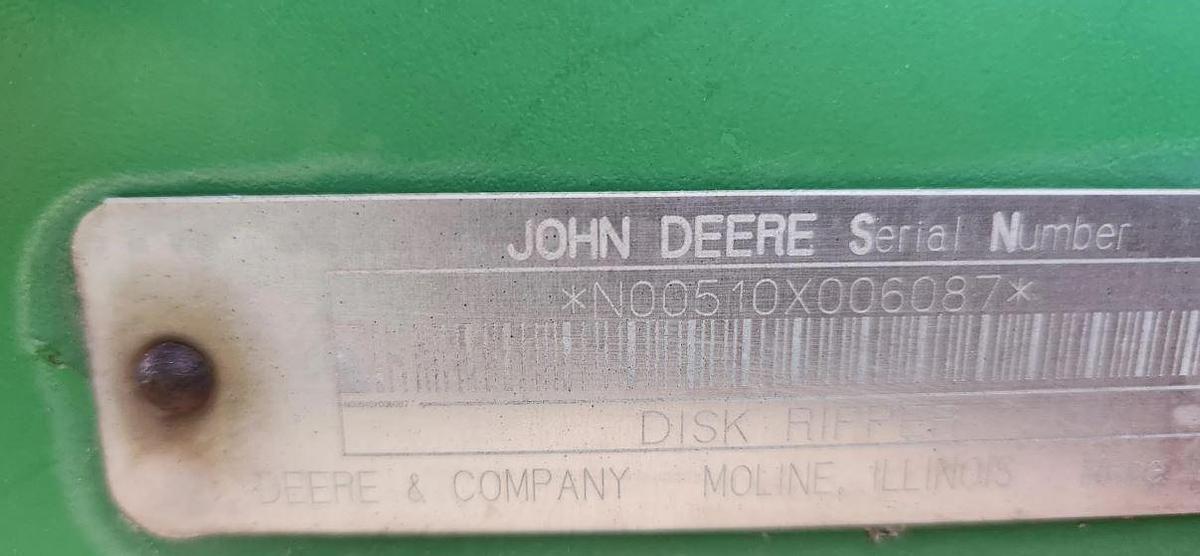 JOHN DEERE Serial Number
*N00510X006087*
DISK RIPPER
DEERE & COMPANY MOLINE, ILLINOIS